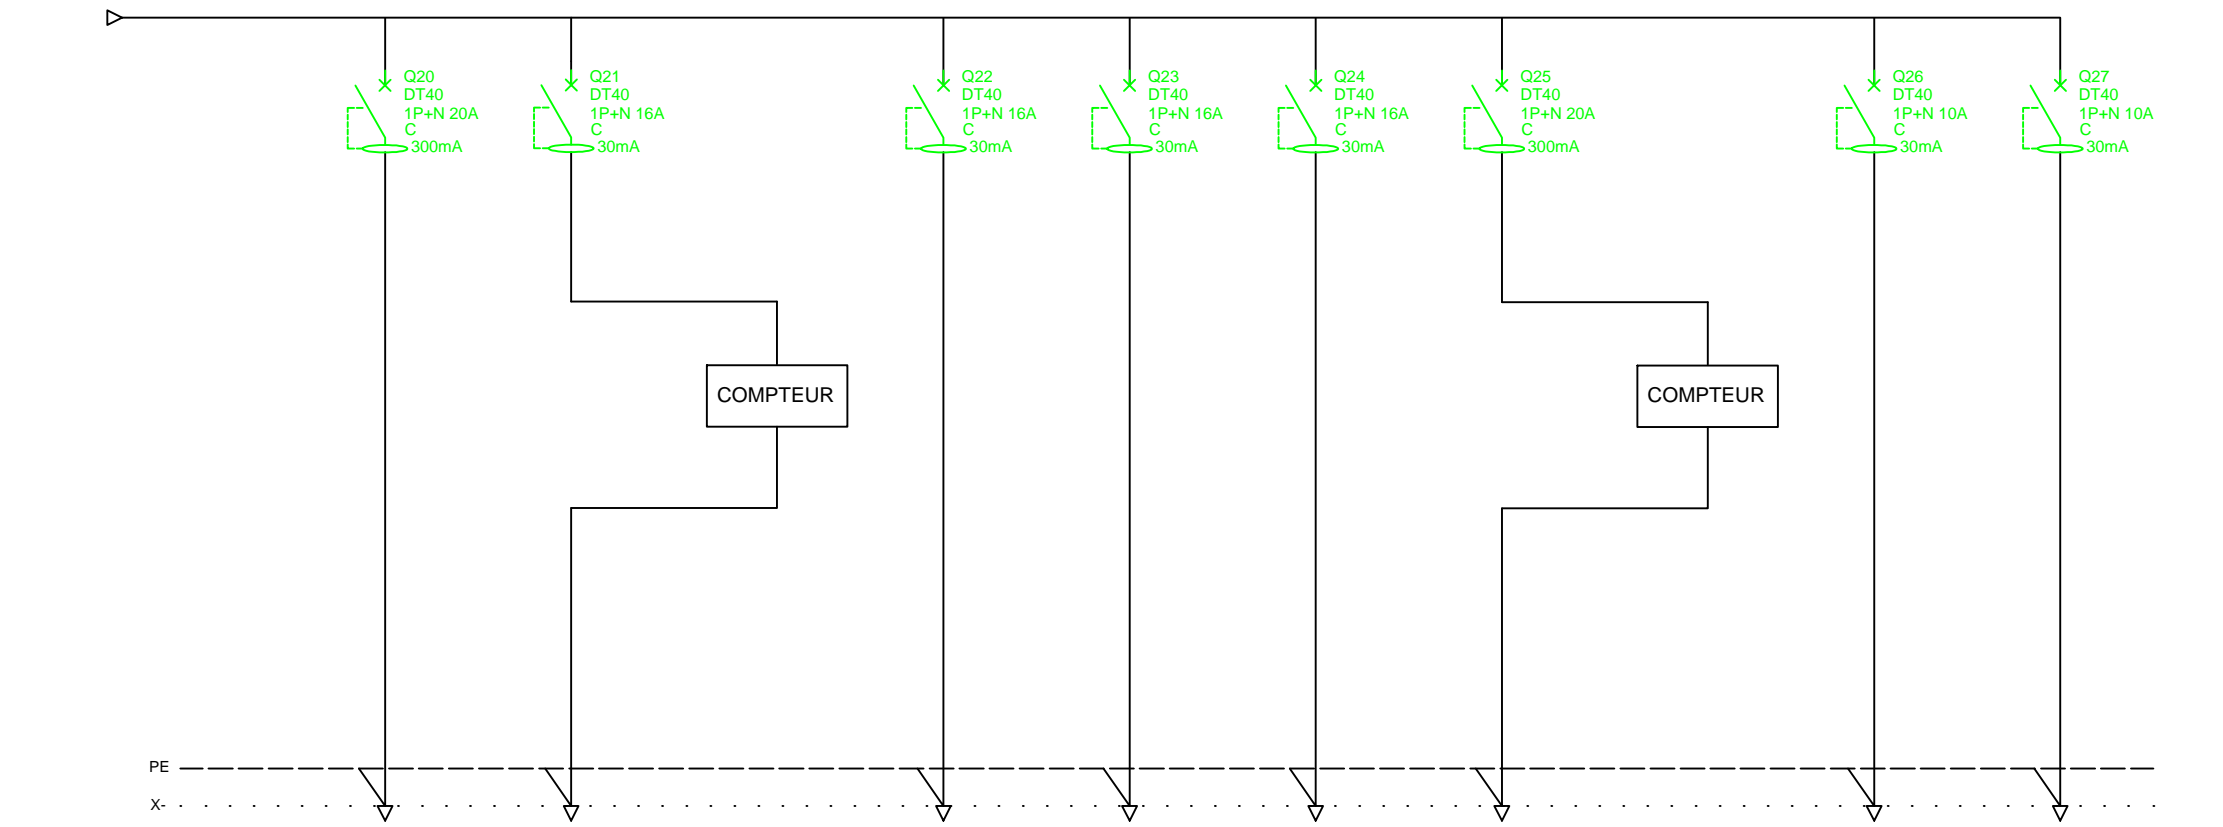 Q20
DT40
1P+N 20A
C
300mA
Q21
DT40
1P+N 16A
C
30mA
Q22
DT40
1P+N 16A
C
30mA
Q23
DT40
1P+N 16A
C
30mA
Q24
DT40
1P+N 16A
C
30mA
Q25
DT40
1P+N 20A
C
300mA
Q26
DT40
1P+N 10A
C
30mA
Q27
DT40
1P+N 10A
C
30mA
COMPTEUR
COMPTEUR
PE
X-